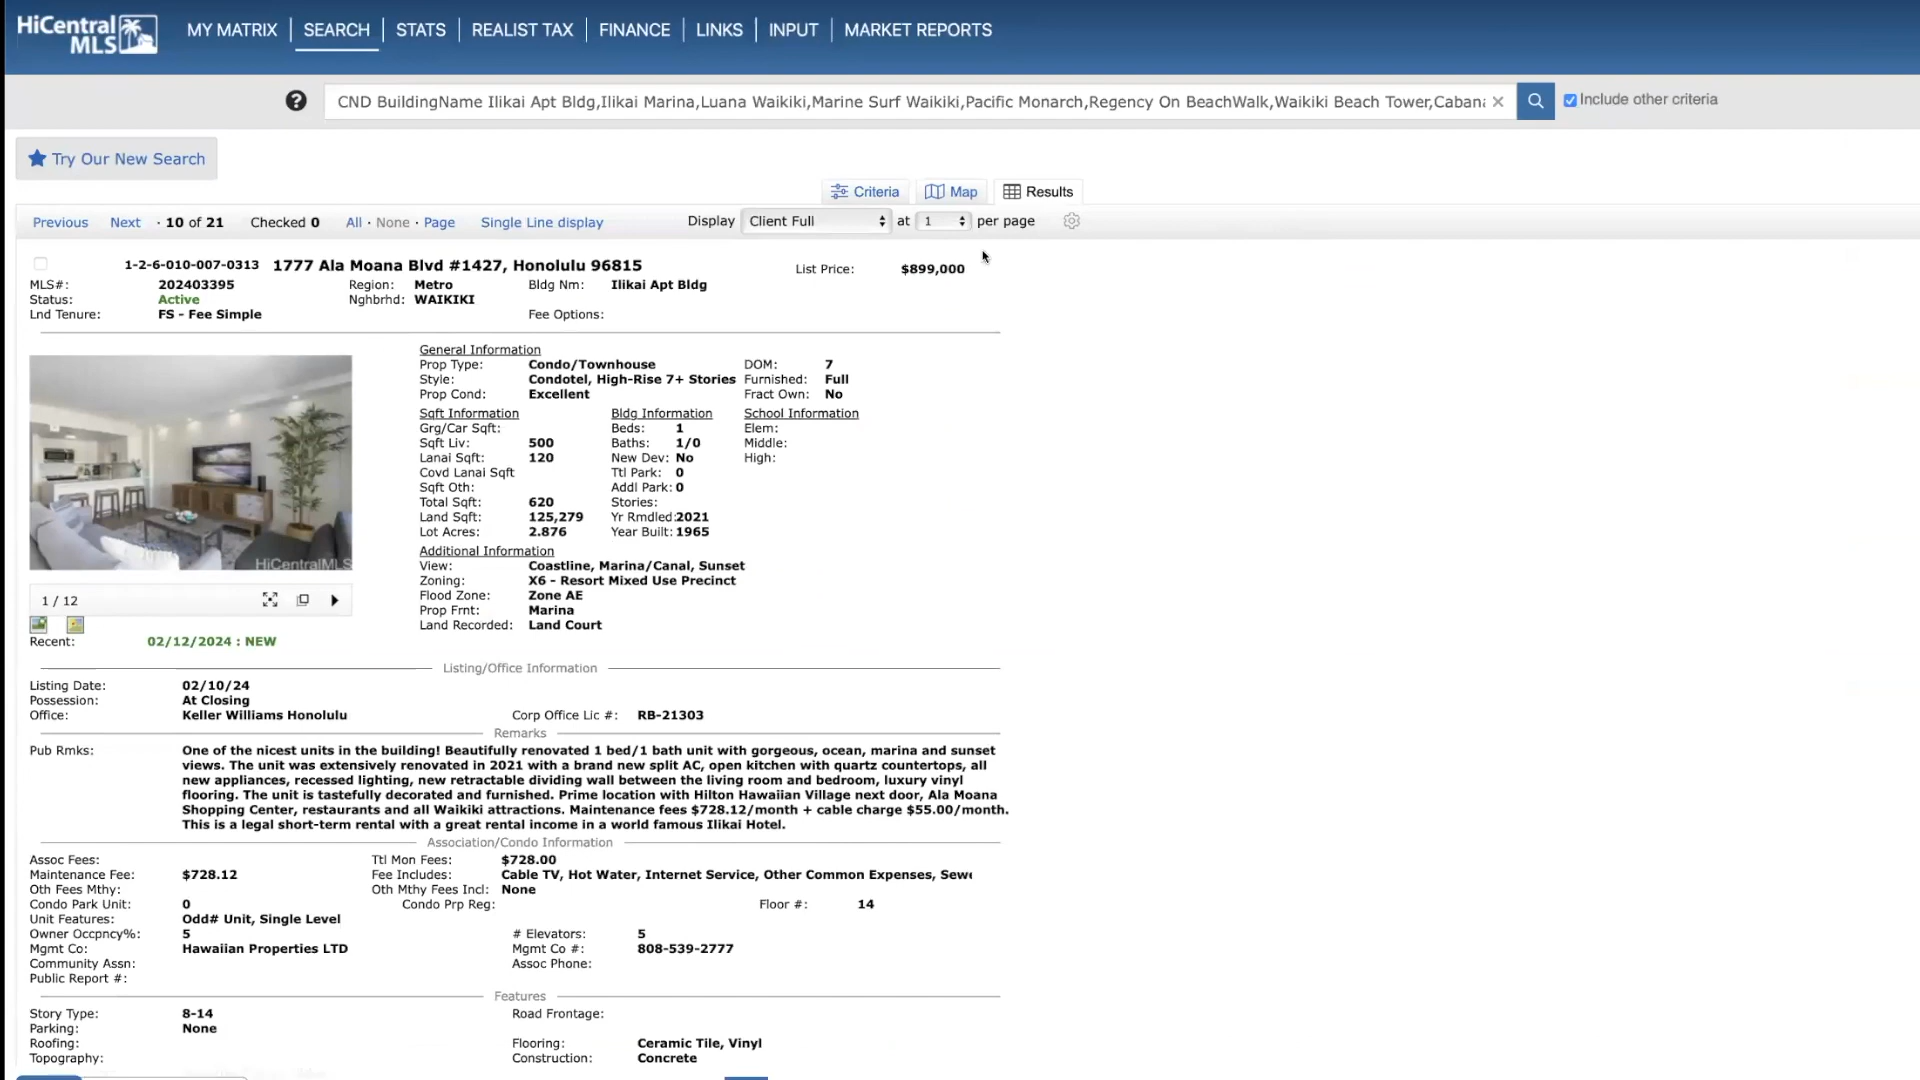 HiCentral MLS
MY MATRIX SEARCH STATS REALIST TAX FINANCE LINKS INPUT MARKET REPORTS
CND BuildingName Ilikai Apt Bldg,Ilikai Marina,Luana Waikiki,Marine Surf Waikiki,Pacific Monarch,Regency On BeachWalk,Waikiki Beach Tower,Cabana
Include other criteria
Try Our New Search
Criteria Map Results
Previous Next · 10 of 21 Checked 0 All · None · Page Single Line display Display Client Full at 1 per page
1-2-6-010-007-0313 1777 Ala Moana Blvd #1427, Honolulu 96815 List Price: $899,000
MLS#: 202403395 Region: Metro Bldg Nm: Ilikai Apt Bldg
Status: Active Nghbrhd: WAIKIKI
Lnd Tenure: FS - Fee Simple Fee Options:
General Information
Prop Type: Condo/Townhouse DOM: 7
Style: Condotel, High-Rise 7+ Stories Furnished: Full
Prop Cond: Excellent Fract Own: No
Sqft Information Bldg Information School Information
Grg/Car Sqft: Beds: 1 Elem:
Sqft Liv: 500 Baths: 1/0 Middle:
Lanai Sqft: 120 New Dev: No High:
Covd Lanai Sqft Ttl Park: 0
Sqft Oth: Addl Park: 0
Total Sqft: 620 Stories:
Land Sqft: 125,279 Yr Rmdled: 2021
Lot Acres: 2.876 Year Built: 1965
Additional Information
View: Coastline, Marina/Canal, Sunset
Zoning: X6 - Resort Mixed Use Precinct
Flood Zone: Zone AE
Prop Frnt: Marina
Land Recorded: Land Court
HiCentralMLS
1 / 12
Recent: 02/12/2024 : NEW
Listing/Office Information
Listing Date: 02/10/24
Possession: At Closing
Office: Keller Williams Honolulu Corp Office Lic #: RB-21303
Remarks
Pub Rmks: One of the nicest units in the building! Beautifully renovated 1 bed/1 bath unit with gorgeous, ocean, marina and sunset
views. The unit was extensively renovated in 2021 with a brand new split AC, open kitchen with quartz countertops, all
new appliances, recessed lighting, new retractable dividing wall between the living room and bedroom, luxury vinyl
flooring. The unit is tastefully decorated and furnished. Prime location with Hilton Hawaiian Village next door, Ala Moana
Shopping Center, restaurants and all Waikiki attractions. Maintenance fees $728.12/month + cable charge $55.00/month.
This is a legal short-term rental with a great rental income in a world famous Ilikai Hotel.
Association/Condo Information
Assoc Fees: Ttl Mon Fees: $728.00
Maintenance Fee: $728.12 Fee Includes: Cable TV, Hot Water, Internet Service, Other Common Expenses, Sewe
Oth Fees Mthy: Oth Mthy Fees Incl: None
Condo Park Unit: 0 Condo Prp Reg: Floor #: 14
Unit Features: Odd# Unit, Single Level
Owner Occpncy%: 5 # Elevators: 5
Mgmt Co: Hawaiian Properties LTD Mgmt Co #: 808-539-2777
Community Assn: Assoc Phone:
Public Report #:
Features
Story Type: 8-14 Road Frontage:
Parking: None
Roofing: Flooring: Ceramic Tile, Vinyl
Topography: Construction: Concrete